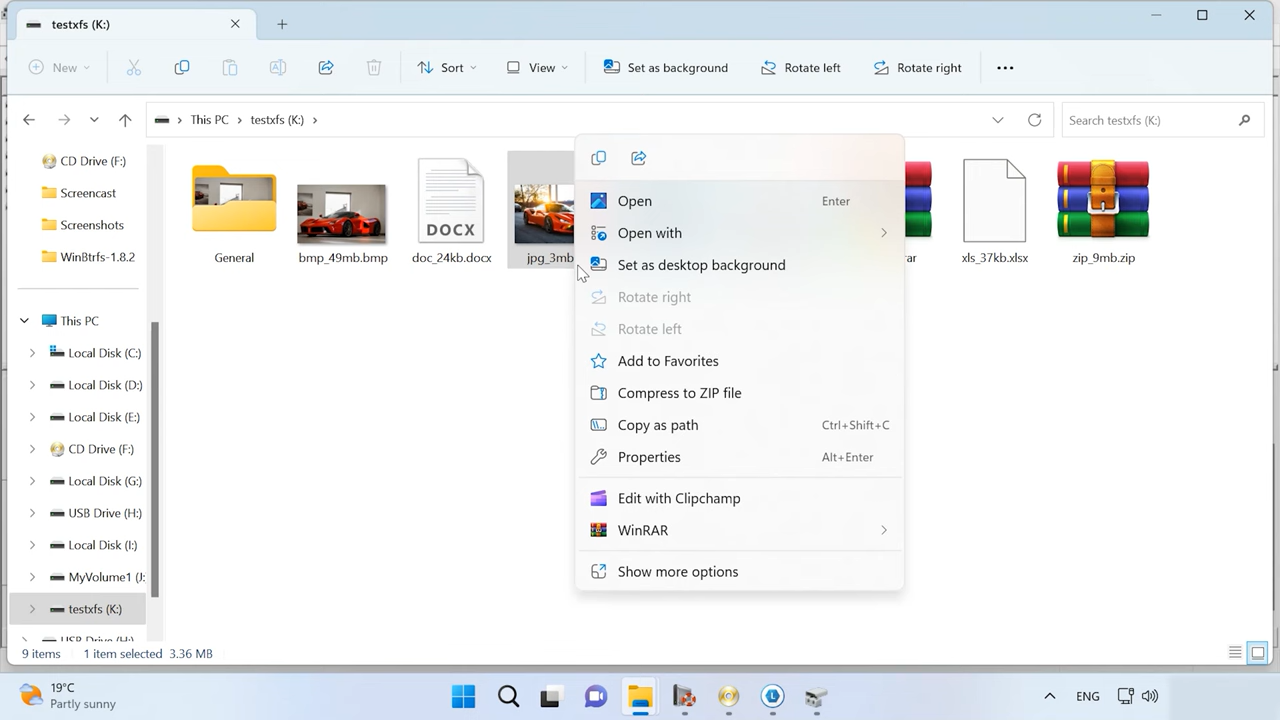 testxfs (K:)
New
Sort
View
Set as background
Rotate left
Rotate right
This PC
testxfs (K:)
Search testxfs (K:)
CD Drive (F:)
Screencast
Screenshots
WinBtrfs-1.8.2
This PC
Local Disk (C:)
Local Disk (D:)
Local Disk (E:)
CD Drive (F:)
Local Disk (G:)
USB Drive (H:)
Local Disk (I:)
MyVolume1 (J:
testxfs (K:)
USB Drive (H:)
DOCX
General
bmp_49mb.bmp
doc_24kb.docx
jpg_3mb
ar
xls_37kb.xlsx
zip_9mb.zip
Open Enter
Open with
Set as desktop background
Rotate right
Rotate left
Add to Favorites
Compress to ZIP file
Copy as path Ctrl+Shift+C
Properties Alt+Enter
Edit with Clipchamp
WinRAR
Show more options
9 items 1 item selected 3.36 MB
19°C
Partly sunny
ENG